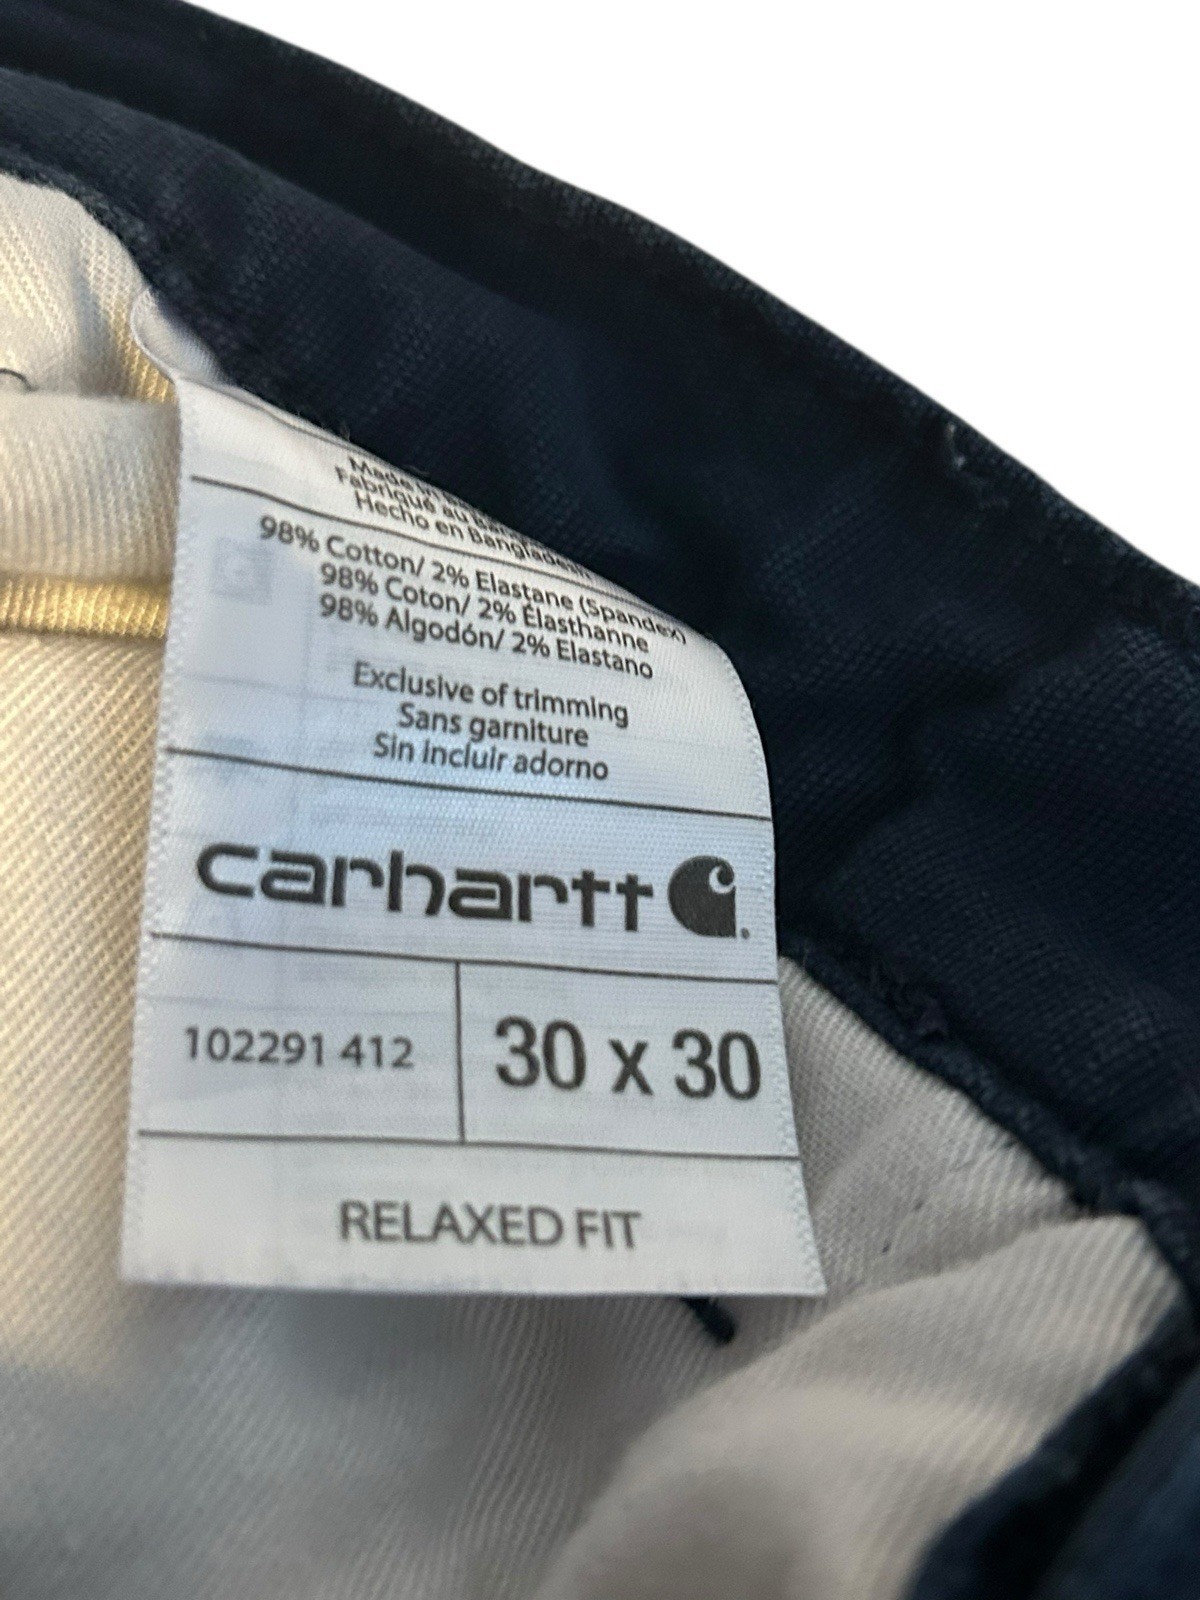 Made in
Fabriqué au Bangladesh
Hecho en Bangladesh
98% Cotton/ 2% Elastane (Spandex)
98% Coton/ 2% Élasthanne
98% Algodón/ 2% Elastano
Exclusive of trimming
Sans garniture
Sin incluir adorno
carhartt
102291 412
30 x 30
RELAXED FIT